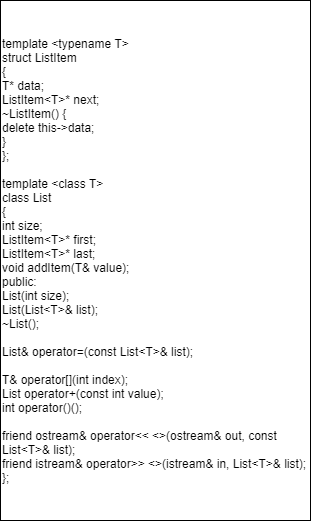 template <typename T>
struct ListItem
{
T* data;
ListItem<T>* next;
~ListItem() {
delete this->data;
}
};
template <class T>
class List
{
int size;
ListItem<T>* first;
ListItem<T>* last;
void addItem(T& value);
public:
List(int size);
List(List<T>& list);
~List();
List& operator=(const List<T>& list);
T& operator[](int index);
List operator+(const int value);
int operator()();
friend ostream& operator<< <>(ostream& out, const
List<T>& list);
friend istream& operator>> <>(istream& in, List<T>& list);
};